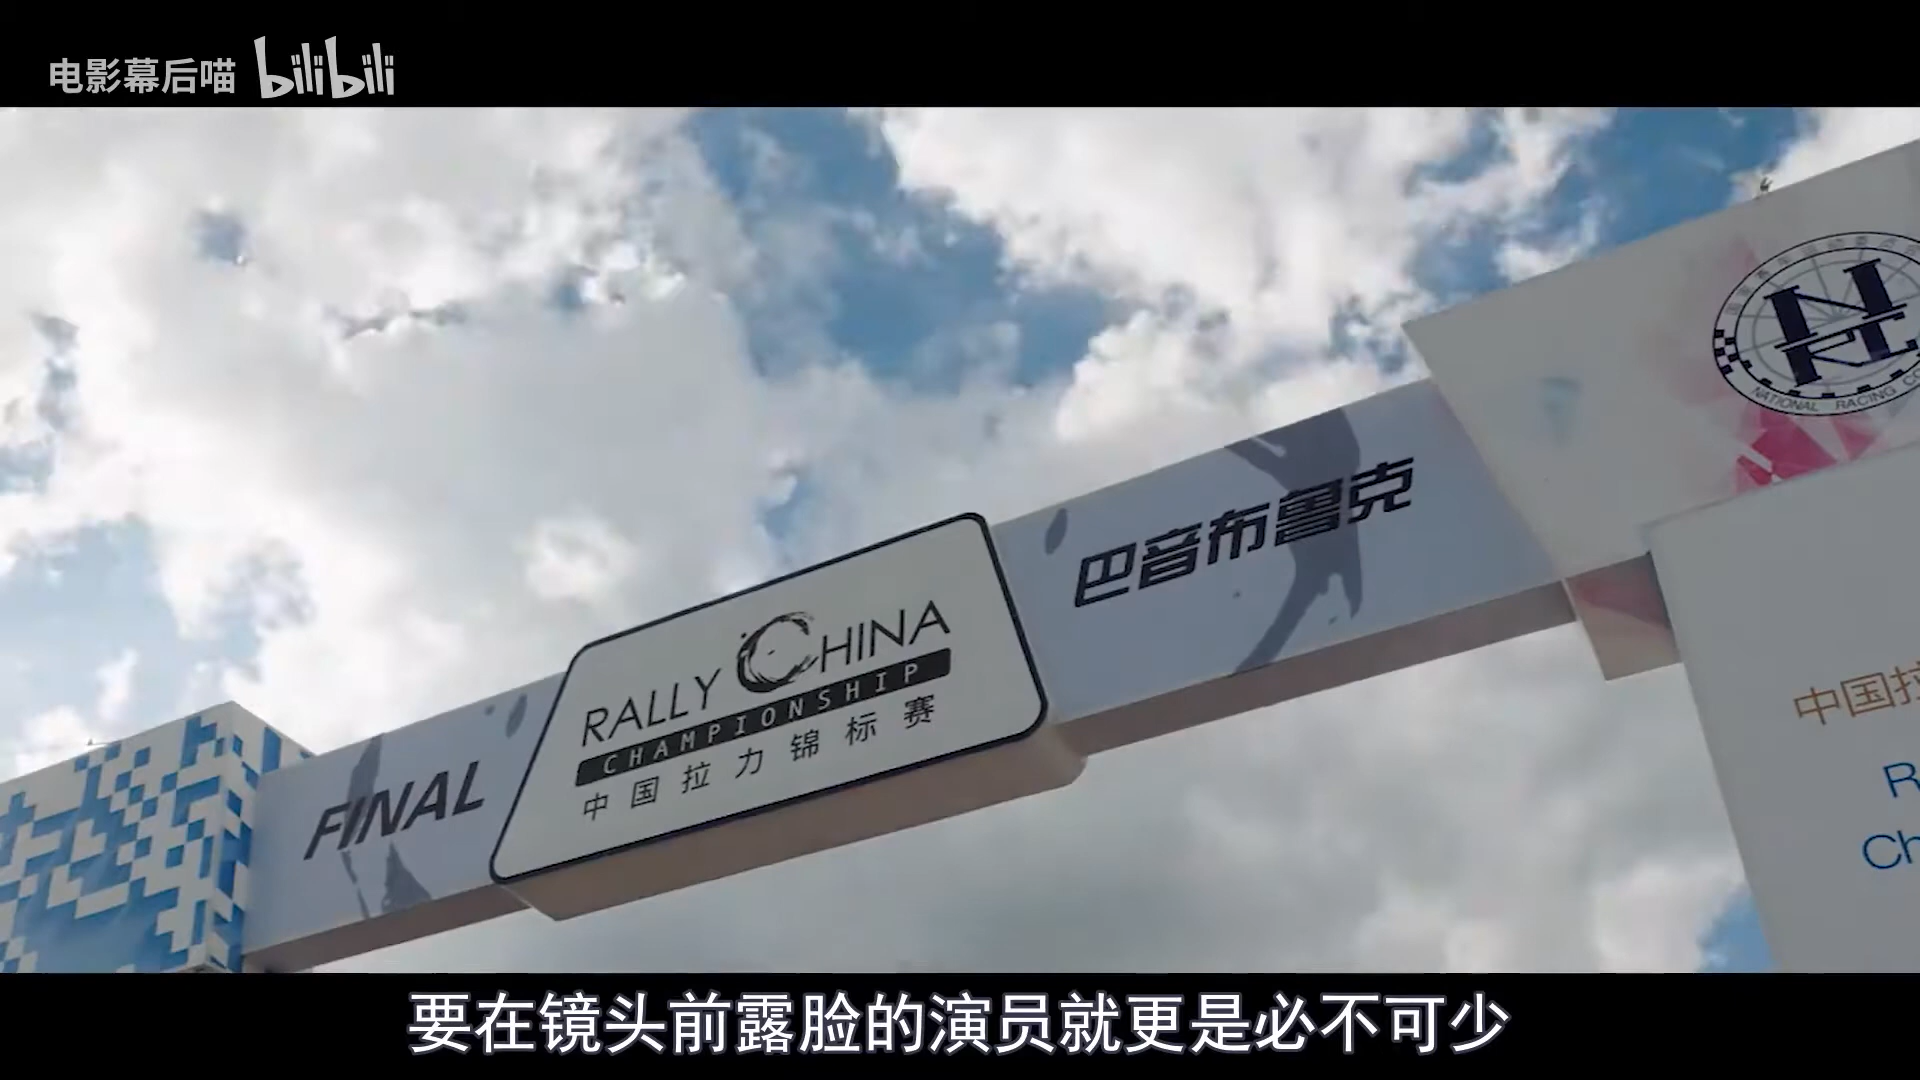 电影幕后喵 bilibili
NATIONAL RACING
巴音布鲁克
RALLY CHINA
CHAMPIONSHIP
中国拉力锦标赛
FINAL
中国拉
R
Ch
要在镜头前露脸的演员就更是必不可少